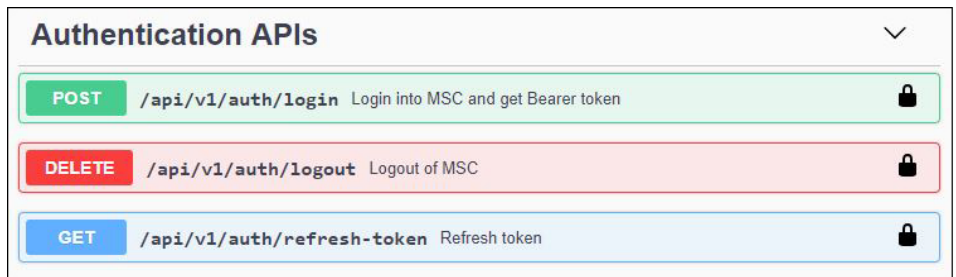 Authentication APIs
POST /api/v1/auth/login Login into MSC and get Bearer token
DELETE /api/v1/auth/logout Logout of MSC
GET /api/v1/auth/refresh-token Refresh token